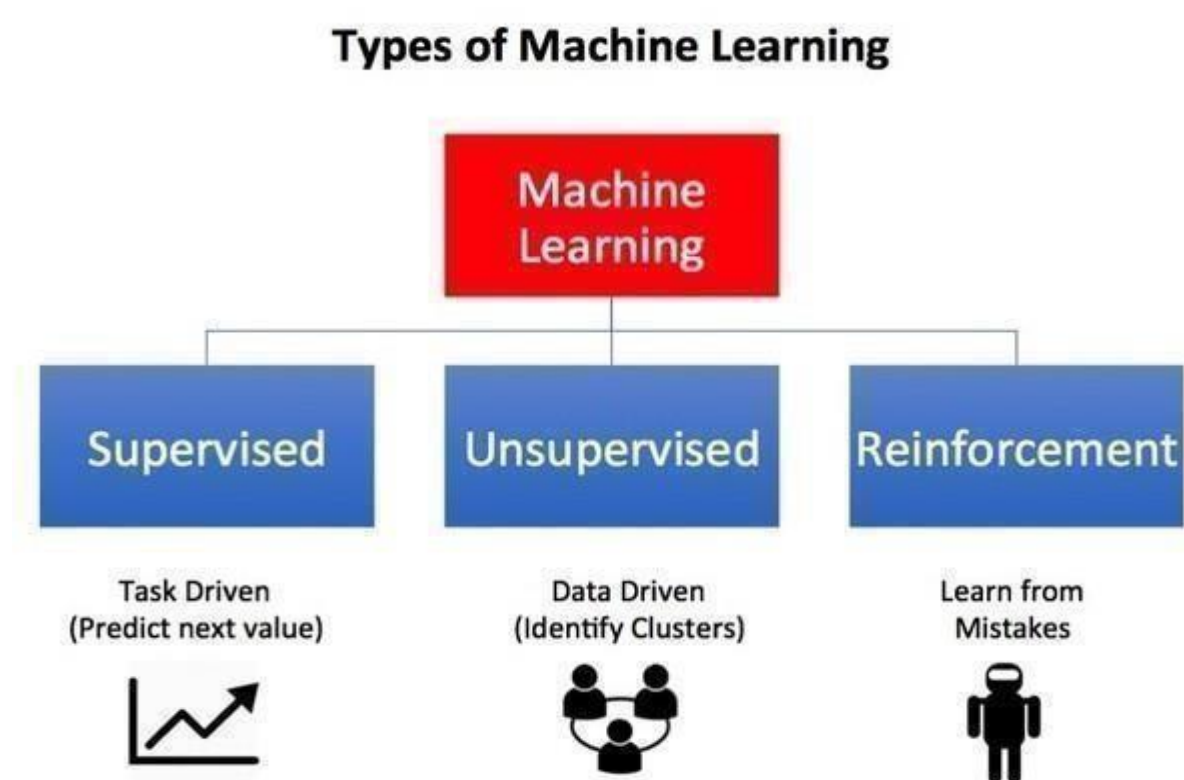 Types of Machine Learning
Machine
Learning
Supervised
Unsupervised
Reinforcement
Task Driven
(Predict next value)
Data Driven
(Identify Clusters)
Learn from
Mistakes